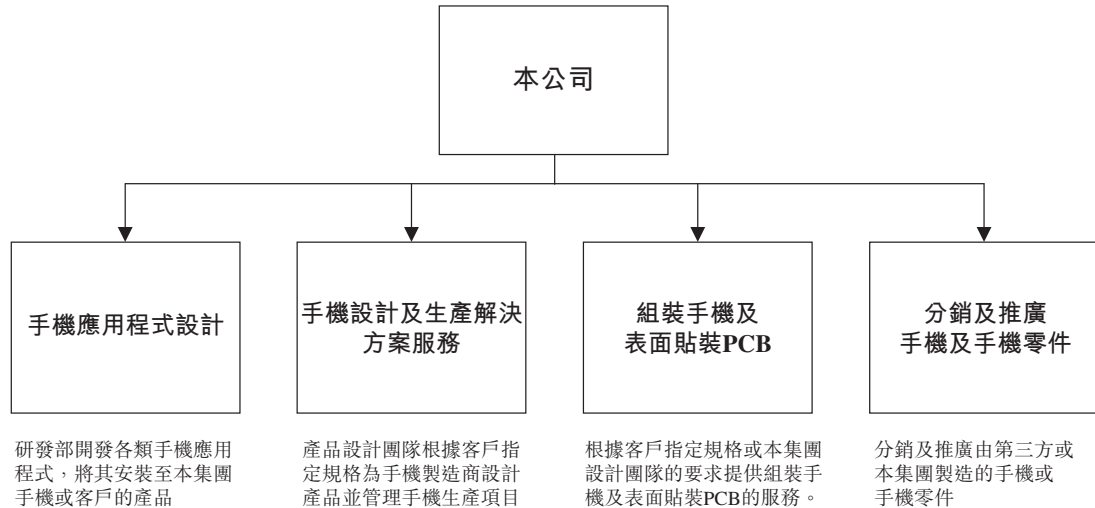 本公司
手機應用程式設計
手機設計及生產解決
方案服務
組裝手機及
表面貼裝PCB
分銷及推廣
手機及手機零件
研發部開發各類手機應用
程式，將其安裝至本集團
手機或客戶的產品
產品設計團隊根據客戶指
定規格為手機製造商設計
產品並管理手機生產項目
根據客戶指定規格或本集團
設計團隊的要求提供組裝手
機及表面貼裝PCB的服務。
分銷及推廣由第三方或
本集團製造的手機或
手機零件